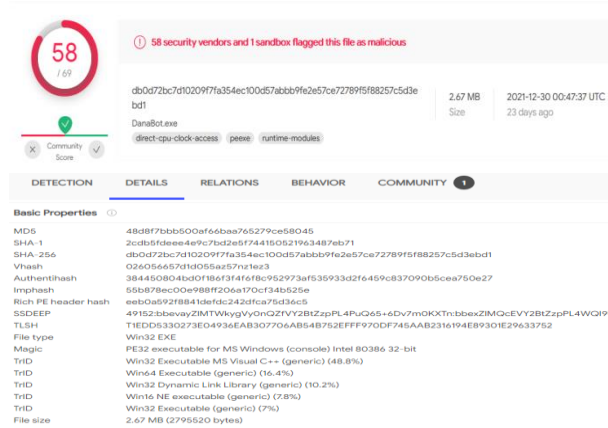 58
/ 69
58 security vendors and 1 sandbox flagged this file as malicious
db0d72bc7d10209f7fa354ec100d57abbb9fe2e57ce72789f5f88257c5d3e
bd1
DanaBot.exe
direct-cpu-clock-access peexe runtime-modules
2.67 MB
Size
2021-12-30 00:47:37 UTC
23 days ago
Community
Score
DETECTION DETAILS RELATIONS BEHAVIOR COMMUNITY 1
Basic Properties
MD5 48d8f7bbb500af66baa765279ce58045
SHA-1 2cdb5fdeee4e9c7bd2e5f744150521963487eb71
SHA-256 db0d72bc7d10209f7fa354ec100d57abbb9fe2e57ce72789f5f88257c5d3ebd1
Vhash 026056657d1d055az57nz1ez3
Authentihash 384450804bd0f186f3f4f6f8c952973af535933d2f6459c837090b5cea750e27
Imphash 55b878ec00e988ff206a170cf34b525e
Rich PE header hash eeb0a592f8841defdc242dfca75d36c5
SSDEEP 49152:bbevayZIMTWkygVy0nQZfVY2BtZzpPL4PuQ65+6Dv7m0KXTn:bbexZIMQcEVY2BtZzpPL4WQI9
TLSH T1EDD5330273E04936EAB307706AB54B752EFFF970DF745AAB2316194E89301E29633752
File type Win32 EXE
Magic PE32 executable for MS Windows (console) Intel 80386 32-bit
TrID Win32 Executable MS Visual C++ (generic) (48.8%)
TrID Win64 Executable (generic) (16.4%)
TrID Win32 Dynamic Link Library (generic) (10.2%)
TrID Win16 NE executable (generic) (7.8%)
TrID Win32 Executable (generic) (7%)
File size 2.67 MB (2795520 bytes)